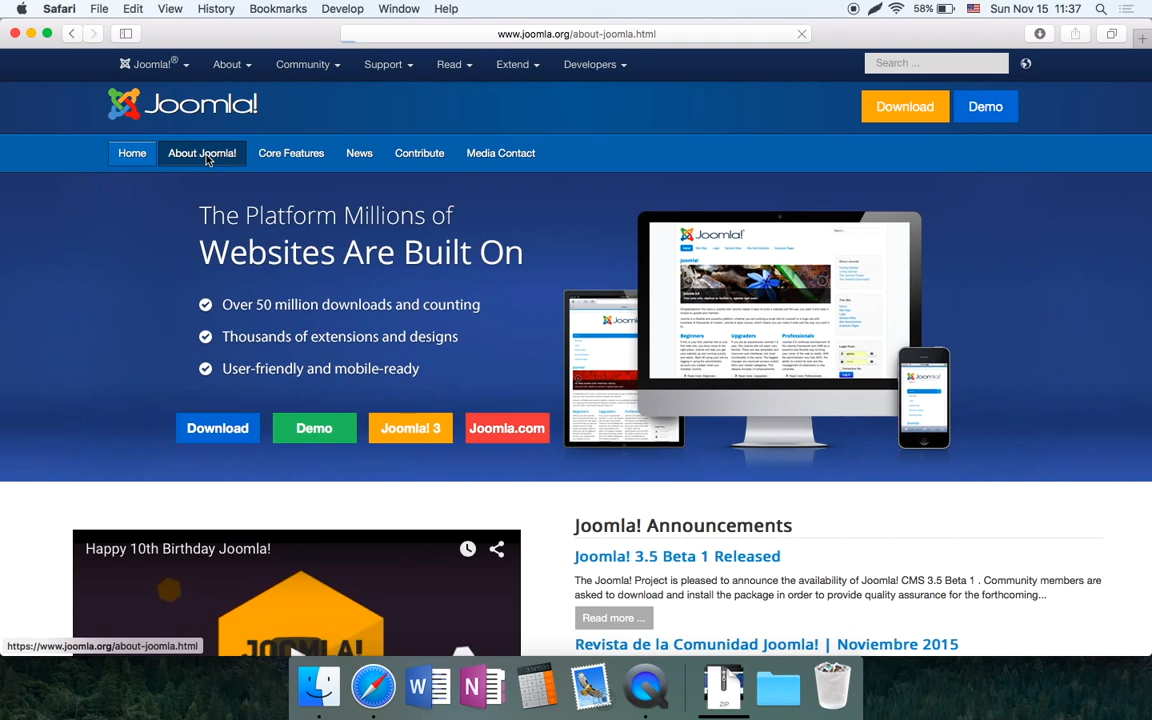 Safari File Edit View History Bookmarks Develop Window Help 58% Sun Nov 15 11:37
www.joomla.org/about-joomla.html
Joomla!® About Community Support Read Extend Developers Search ...
Joomla! Download Demo
Home About Joomla! Core Features News Contribute Media Contact
The Platform Millions of
Websites Are Built On
Over 50 million downloads and counting
Thousands of extensions and designs
User-friendly and mobile-ready
Download Demo Joomla! 3 Joomla.com
Joomla!
Beginners Upgraders Professionals
Happy 10th Birthday Joomla!
JOOMLA!
Joomla! Announcements
Joomla! 3.5 Beta 1 Released
The Joomla! Project is pleased to announce the availability of Joomla! CMS 3.5 Beta 1 . Community members are
asked to download and install the package in order to provide quality assurance for the forthcoming...
Read more ...
Revista de la Comunidad Joomla! | Noviembre 2015
https://www.joomla.org/about-joomla.html
W N ZIP